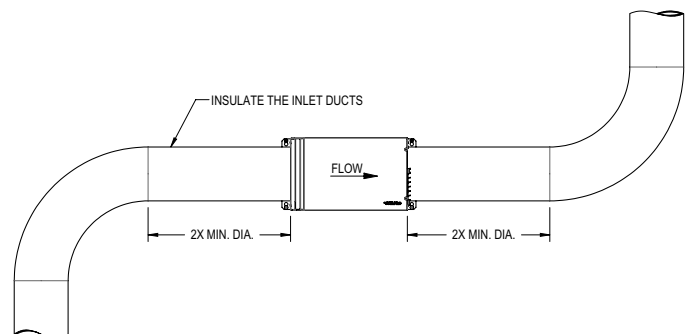 INSULATE THE INLET DUCTS
FLOW
2X MIN. DIA.
2X MIN. DIA.